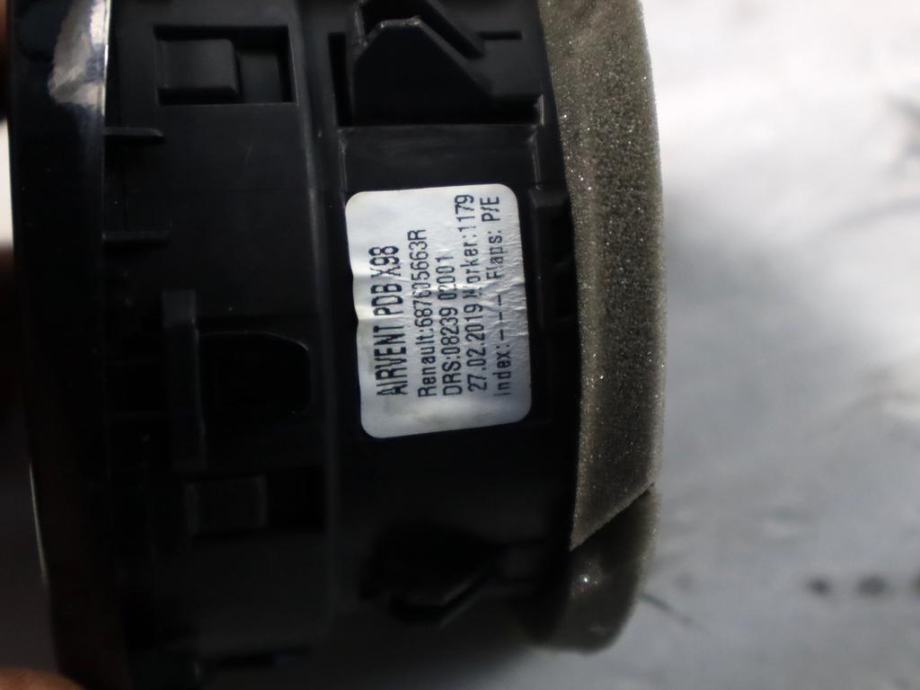 AIRVENT PDB X98
Renault:687605663R
DRS:08239 02001
27.02.2019 Worker:1179
Index:---- Flaps: P/E